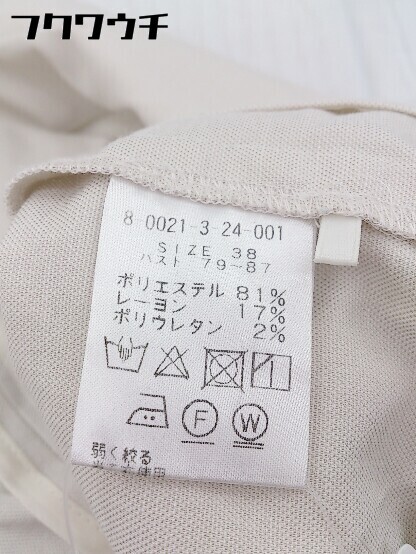 フクワウチ
8-0021-3-24-001
SIZE 38
バスト 79~87
ポリエステル 81%
レーヨン 17%
ポリウレタン 2%
F W
弱く絞る